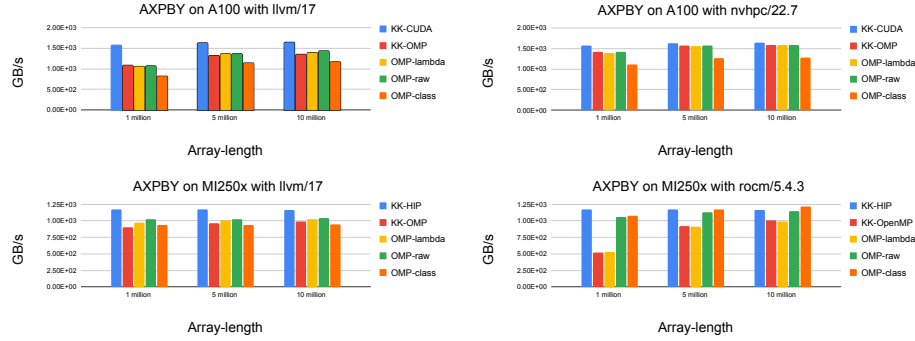 AXPBY on A100 with llvm/17
GB/s
2.00E+03
1.50E+03
1.00E+03
5.00E+02
0.00E+00
1 million
5 million
10 million
Array-length
KK-CUDA
KK-OMP
OMP-lambda
OMP-raw
OMP-class
AXPBY on A100 with nvhpc/22.7
GB/s
2.00E+03
1.50E+03
1.00E+03
5.00E+02
0.00E+00
1 million
5 million
10 million
Array-length
KK-CUDA
KK-OMP
OMP-lambda
OMP-raw
OMP-class
AXPBY on MI250x with llvm/17
GB/s
1.25E+03
1.00E+03
7.50E+02
5.00E+02
2.50E+02
0.00E+00
1 million
5 million
10 million
Array-length
KK-HIP
KK-OMP
OMP-lambda
OMP-raw
OMP-class
AXPBY on MI250x with rocm/5.4.3
GB/s
1.25E+03
1.00E+03
7.50E+02
5.00E+02
2.50E+02
0.00E+00
1 million
5 million
10 million
Array-length
KK-HIP
KK-OpenMP
OMP-lambda
OMP-raw
OMP-class